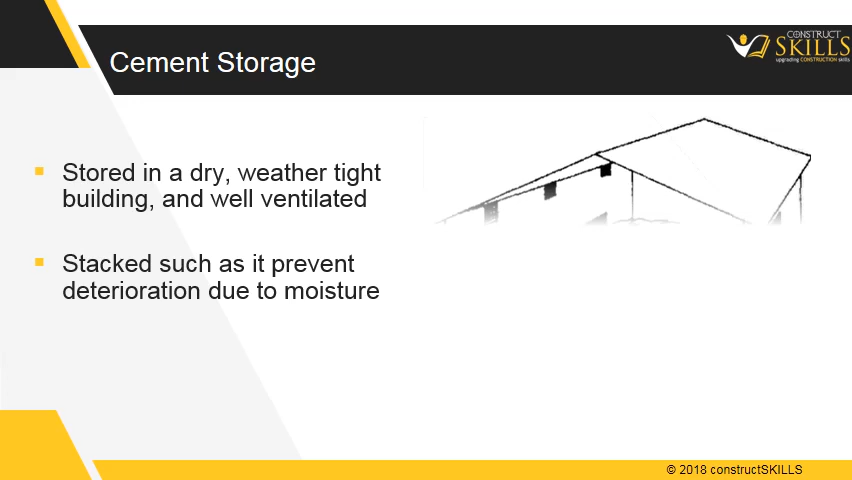 Cement Storage
CONSTRUCT
SKILLS
upgrading CONSTRUCTION skills
Stored in a dry, weather tight
building, and well ventilated
Stacked such as it prevent
deterioration due to moisture
© 2018 constructSKILLS